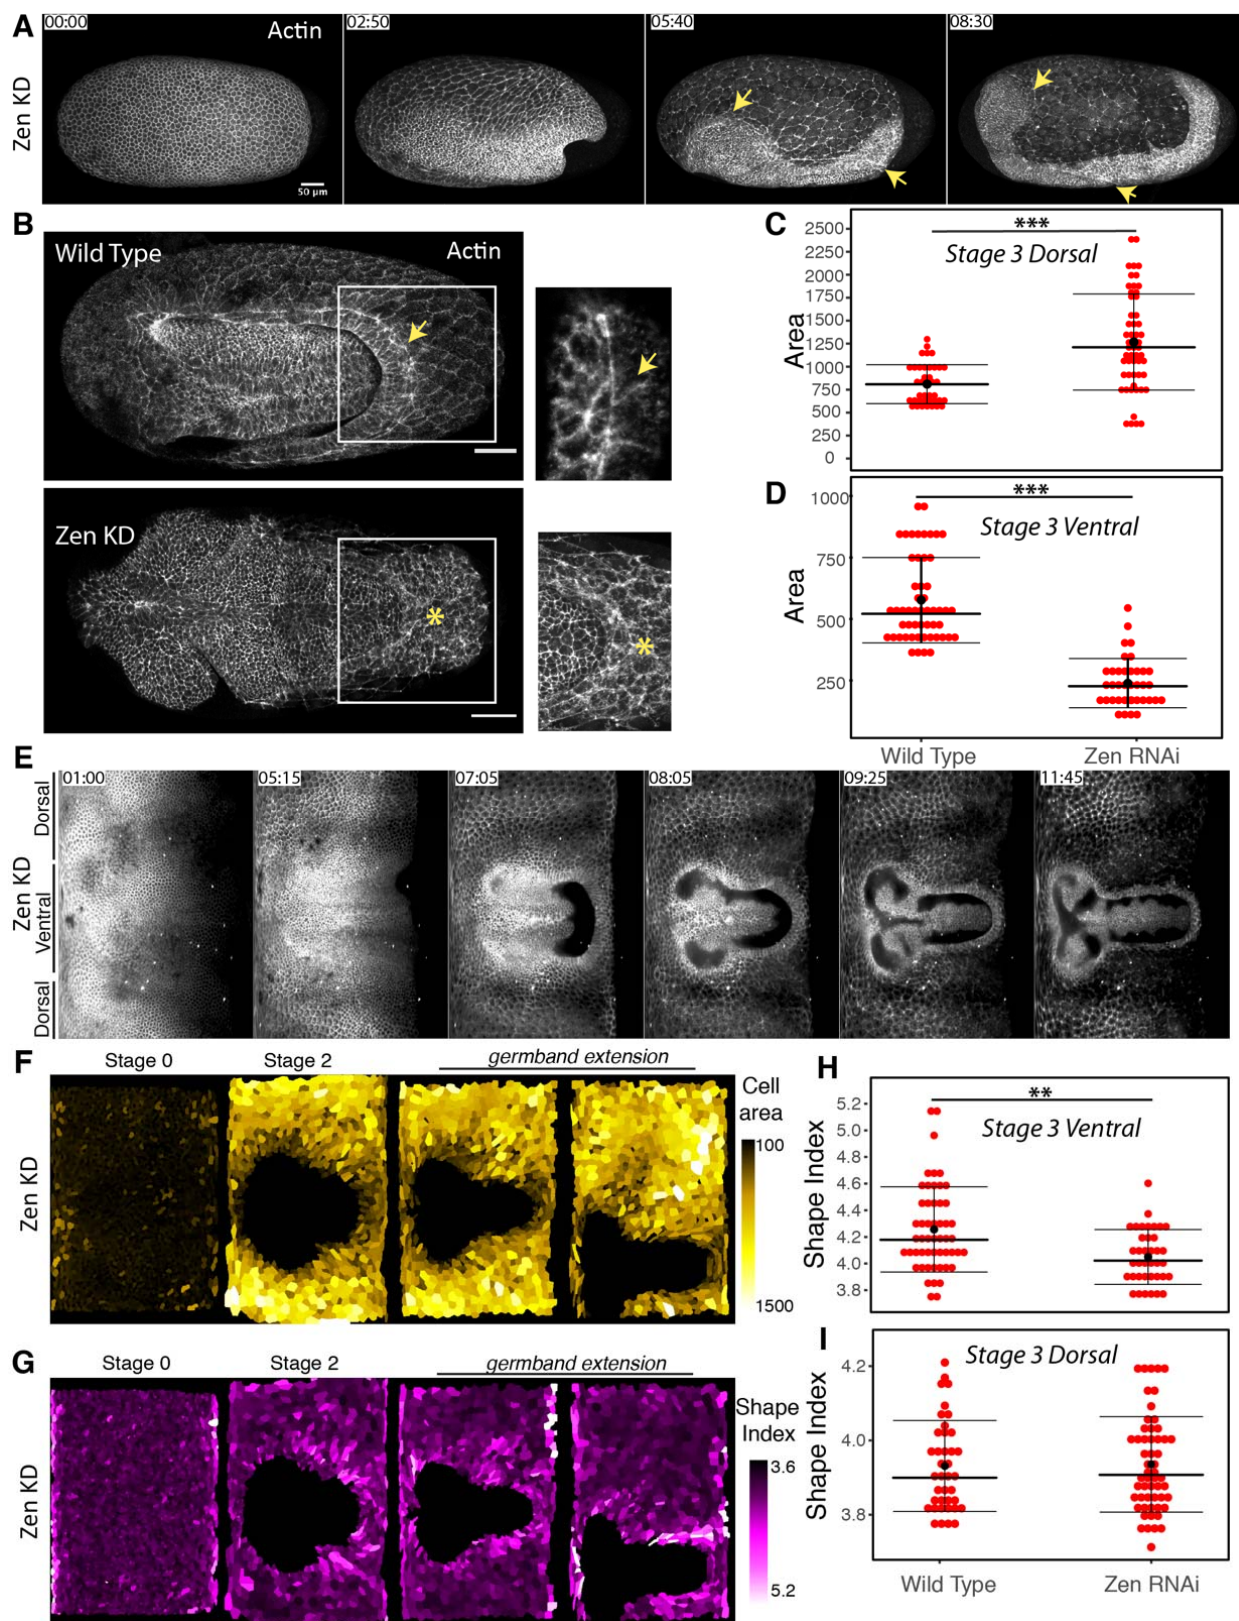 A
00:00
Actin
02:50
05:40
08:30
Zen KD
50 µm
B
Wild Type
Actin
Zen KD
*
*
C
***
Stage 3 Dorsal
Area
2500
2250
2000
1750
1500
1250
1000
750
500
250
0
D
***
Stage 3 Ventral
Area
1000
750
500
250
Wild Type
Zen RNAi
E
01:00
05:15
07:05
08:05
09:25
11:45
Zen KD
Dorsal
Ventral
Dorsal
F
Stage 0
Stage 2
germband extension
Zen KD
Cell
area
100
1500
G
Stage 0
Stage 2
germband extension
Zen KD
Shape
Index
3.6
5.2
H
**
Stage 3 Ventral
Shape Index
5.2
5.0
4.8
4.6
4.4
4.2
4.0
3.8
I
Stage 3 Dorsal
Shape Index
4.2
4.0
3.8
Wild Type
Zen RNAi